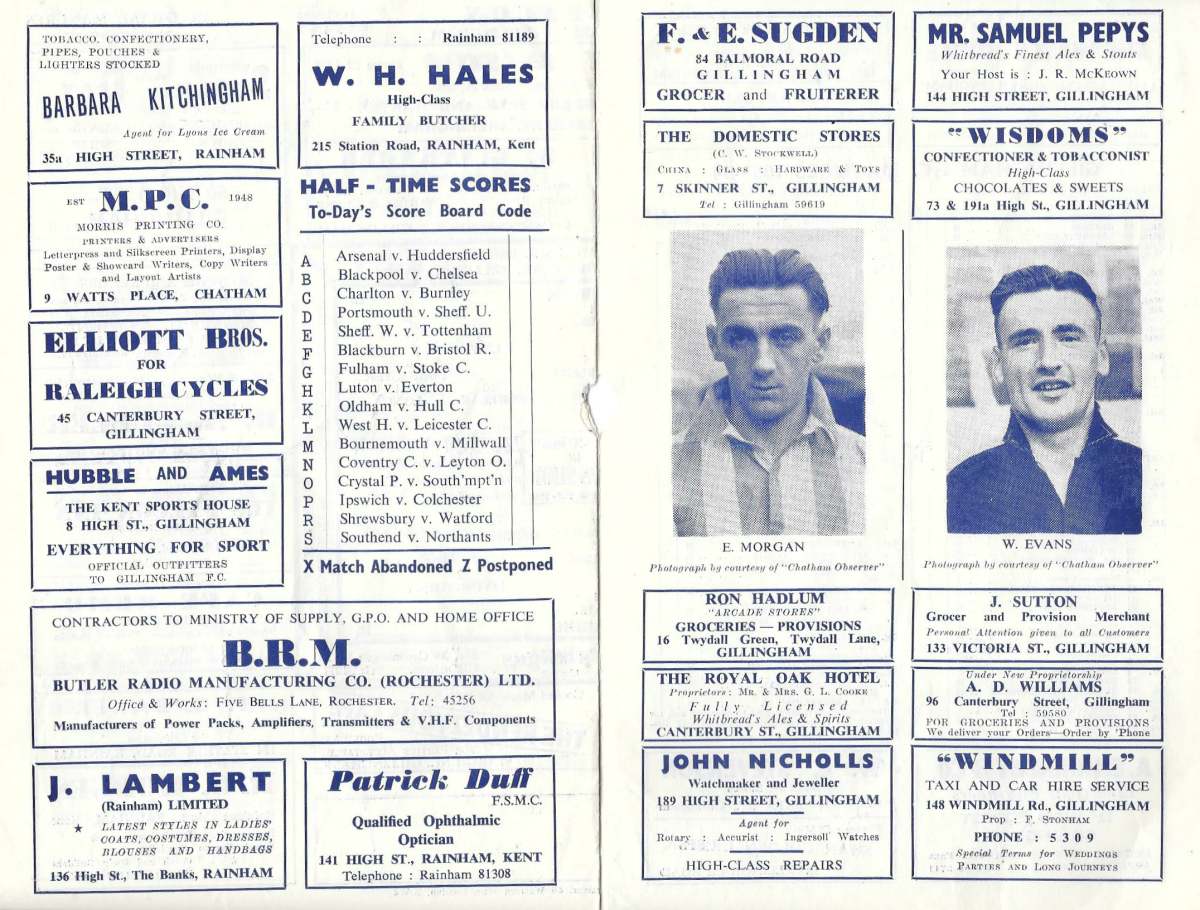 TOBACCO, CONFECTIONERY,
PIPES, POUCHES &
LIGHTERS STOCKED
BARBARA KITCHINGHAM
Agent for Lyons Ice Cream
35a HIGH STREET, RAINHAM
EST M.P.C. 1948
MORRIS PRINTING CO.
PRINTERS & ADVERTISERS
Letterpress and Silkscreen Printers, Display
Poster & Showcard Writers, Copy Writers
and Layout Artists
9 WATTS PLACE, CHATHAM
ELLIOTT BROS.
FOR
RALEIGH CYCLES
45 CANTERBURY STREET,
GILLINGHAM
HUBBLE AND AMES
THE KENT SPORTS HOUSE
8 HIGH ST., GILLINGHAM
EVERYTHING FOR SPORT
OFFICIAL OUTFITTERS
TO GILLINGHAM F.C.
Telephone : : Rainham 81189
W. H. HALES
High-Class
FAMILY BUTCHER
215 Station Road, RAINHAM, Kent
HALF - TIME SCORES
To-Day's Score Board Code
A Arsenal v. Huddersfield
B Blackpool v. Chelsea
C Charlton v. Burnley
D Portsmouth v. Sheff. U.
E Sheff. W. v. Tottenham
F Blackburn v. Bristol R.
G Fulham v. Stoke C.
H Luton v. Everton
K Oldham v. Hull C.
L West H. v. Leicester C.
M Bournemouth v. Millwall
N Coventry C. v. Leyton O.
O Crystal P. v. South'mpt'n
P Ipswich v. Colchester
R Shrewsbury v. Watford
S Southend v. Northants
X Match Abandoned Z Postponed
CONTRACTORS TO MINISTRY OF SUPPLY, G.P.O. AND HOME OFFICE
B.R.M.
BUTLER RADIO MANUFACTURING CO. (ROCHESTER) LTD.
Office & Works: FIVE BELLS LANE, ROCHESTER. Tel: 45256
Manufacturers of Power Packs, Amplifiers, Transmitters & V.H.F. Components
J. LAMBERT
(Rainham) LIMITED
★ LATEST STYLES IN LADIES'
COATS, COSTUMES, DRESSES,
BLOUSES AND HANDBAGS
136 High St., The Banks, RAINHAM
Patrick Duff
F.S.M.C.
Qualified Ophthalmic
Optician
141 HIGH ST., RAINHAM, KENT
Telephone : Rainham 81308
F. & E. SUGDEN
84 BALMORAL ROAD
GILLINGHAM
GROCER and FRUITERER
MR. SAMUEL PEPYS
Whitbread's Finest Ales & Stouts
Your Host is : J. R. McKEOWN
144 HIGH STREET, GILLINGHAM
THE DOMESTIC STORES
(C. W. STOCKWELL)
CHINA : GLASS : HARDWARE & TOYS
7 SKINNER ST., GILLINGHAM
Tel : Gillingham 59619
"WISDOMS"
CONFECTIONER & TOBACCONIST
High-Class
CHOCOLATES & SWEETS
73 & 191a High St., GILLINGHAM
E. MORGAN
Photograph by courtesy of "Chatham Observer"
W. EVANS
Photograph by courtesy of "Chatham Observer"
RON HADLUM
"ARCADE STORES"
GROCERIES — PROVISIONS
16 Twydall Green, Twydall Lane,
GILLINGHAM
J. SUTTON
Grocer and Provision Merchant
Personal Attention given to all Customers
133 VICTORIA ST., GILLINGHAM
THE ROYAL OAK HOTEL
Proprietors: MR. & MRS. G. L. COOKE
Fully Licensed
Whitbread's Ales & Spirits
CANTERBURY ST., GILLINGHAM
Under New Proprietorship
A. D. WILLIAMS
96 Canterbury Street, Gillingham
Tel : 59580
FOR GROCERIES AND PROVISIONS
We deliver your Orders—Order by 'Phone
JOHN NICHOLLS
Watchmaker and Jeweller
189 HIGH STREET, GILLINGHAM
Agent for
Rotary : Accurist : Ingersoll Watches
HIGH-CLASS REPAIRS
"WINDMILL"
TAXI AND CAR HIRE SERVICE
148 WINDMILL Rd., GILLINGHAM
Prop : F. STONHAM
PHONE : 5309
Special Terms for WEDDINGS
PARTIES AND LONG JOURNEYS